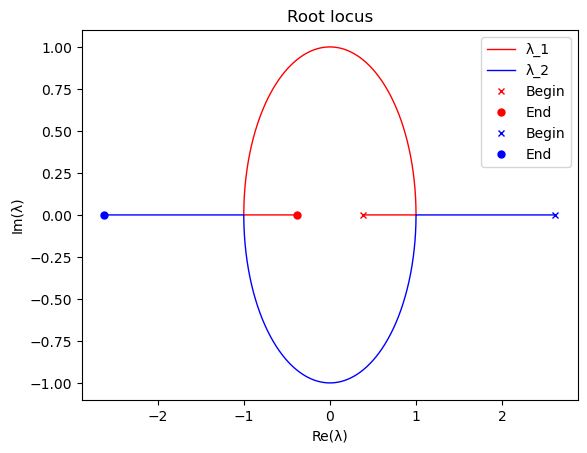 Root locus
λ_1
λ_2
Begin
End
Begin
End
1.00
0.75
0.50
0.25
0.00
−0.25
−0.50
−0.75
−1.00
Im(λ)
−2
−1
0
1
2
Re(λ)